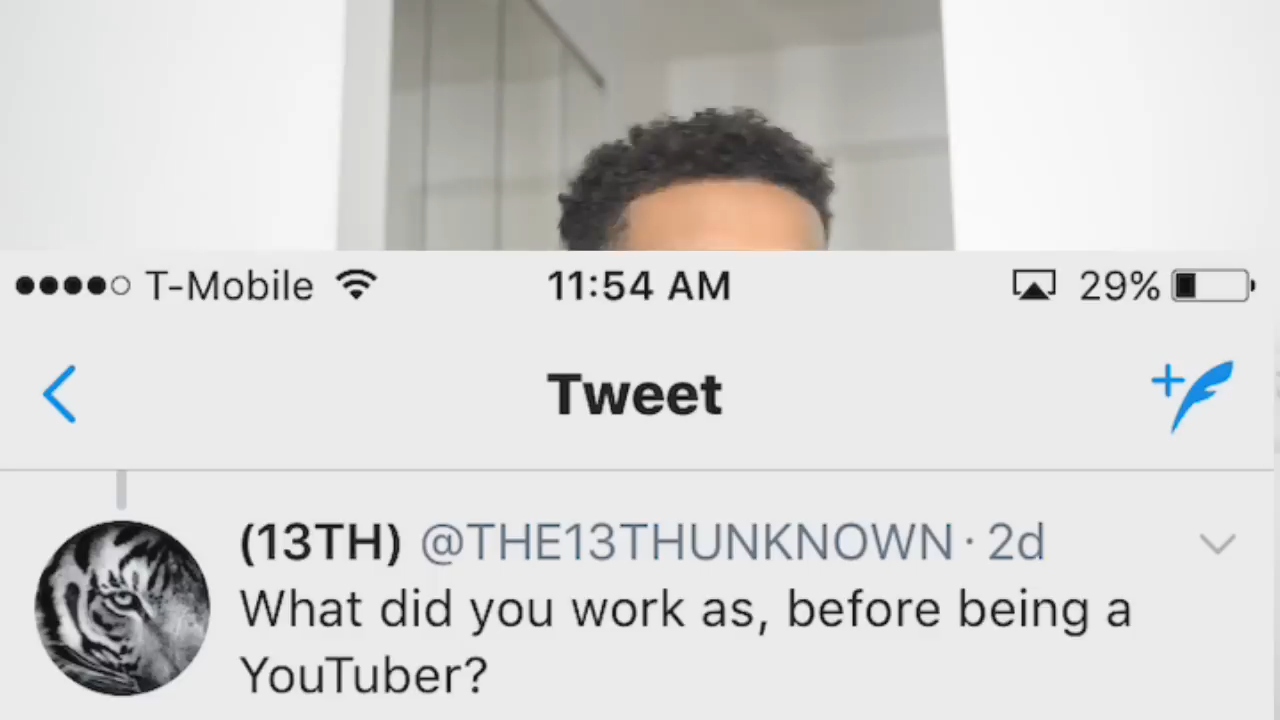 T-Mobile 11:54 AM 29%
Tweet
(13TH) @THE13THUNKNOWN · 2d
What did you work as, before being a
YouTuber?